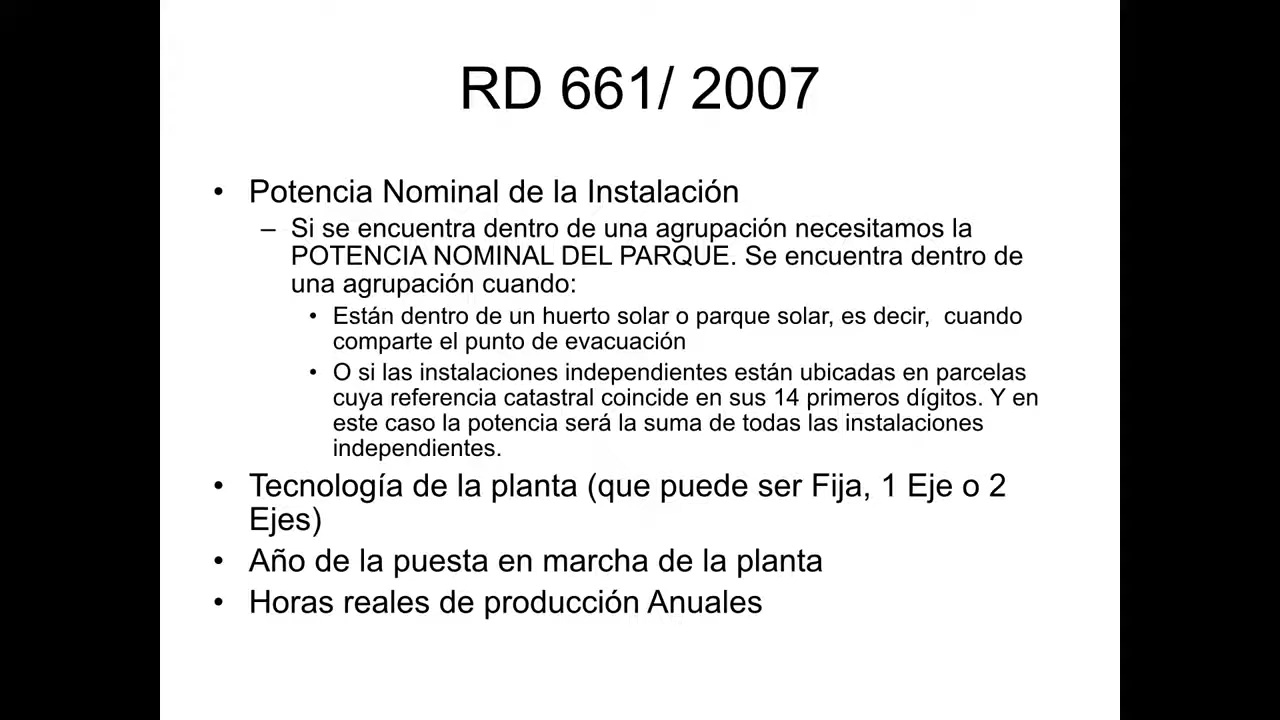 RD 661/ 2007
• Potencia Nominal de la Instalación
– Si se encuentra dentro de una agrupación necesitamos la
POTENCIA NOMINAL DEL PARQUE. Se encuentra dentro de
una agrupación cuando:
• Están dentro de un huerto solar o parque solar, es decir,  cuando
comparte el punto de evacuación
• O si las instalaciones independientes están ubicadas en parcelas
cuya referencia catastral coincide en sus 14 primeros dígitos. Y en
este caso la potencia será la suma de todas las instalaciones
independientes.
• Tecnología de la planta (que puede ser Fija, 1 Eje o 2
Ejes)
• Año de la puesta en marcha de la planta
• Horas reales de producción Anuales